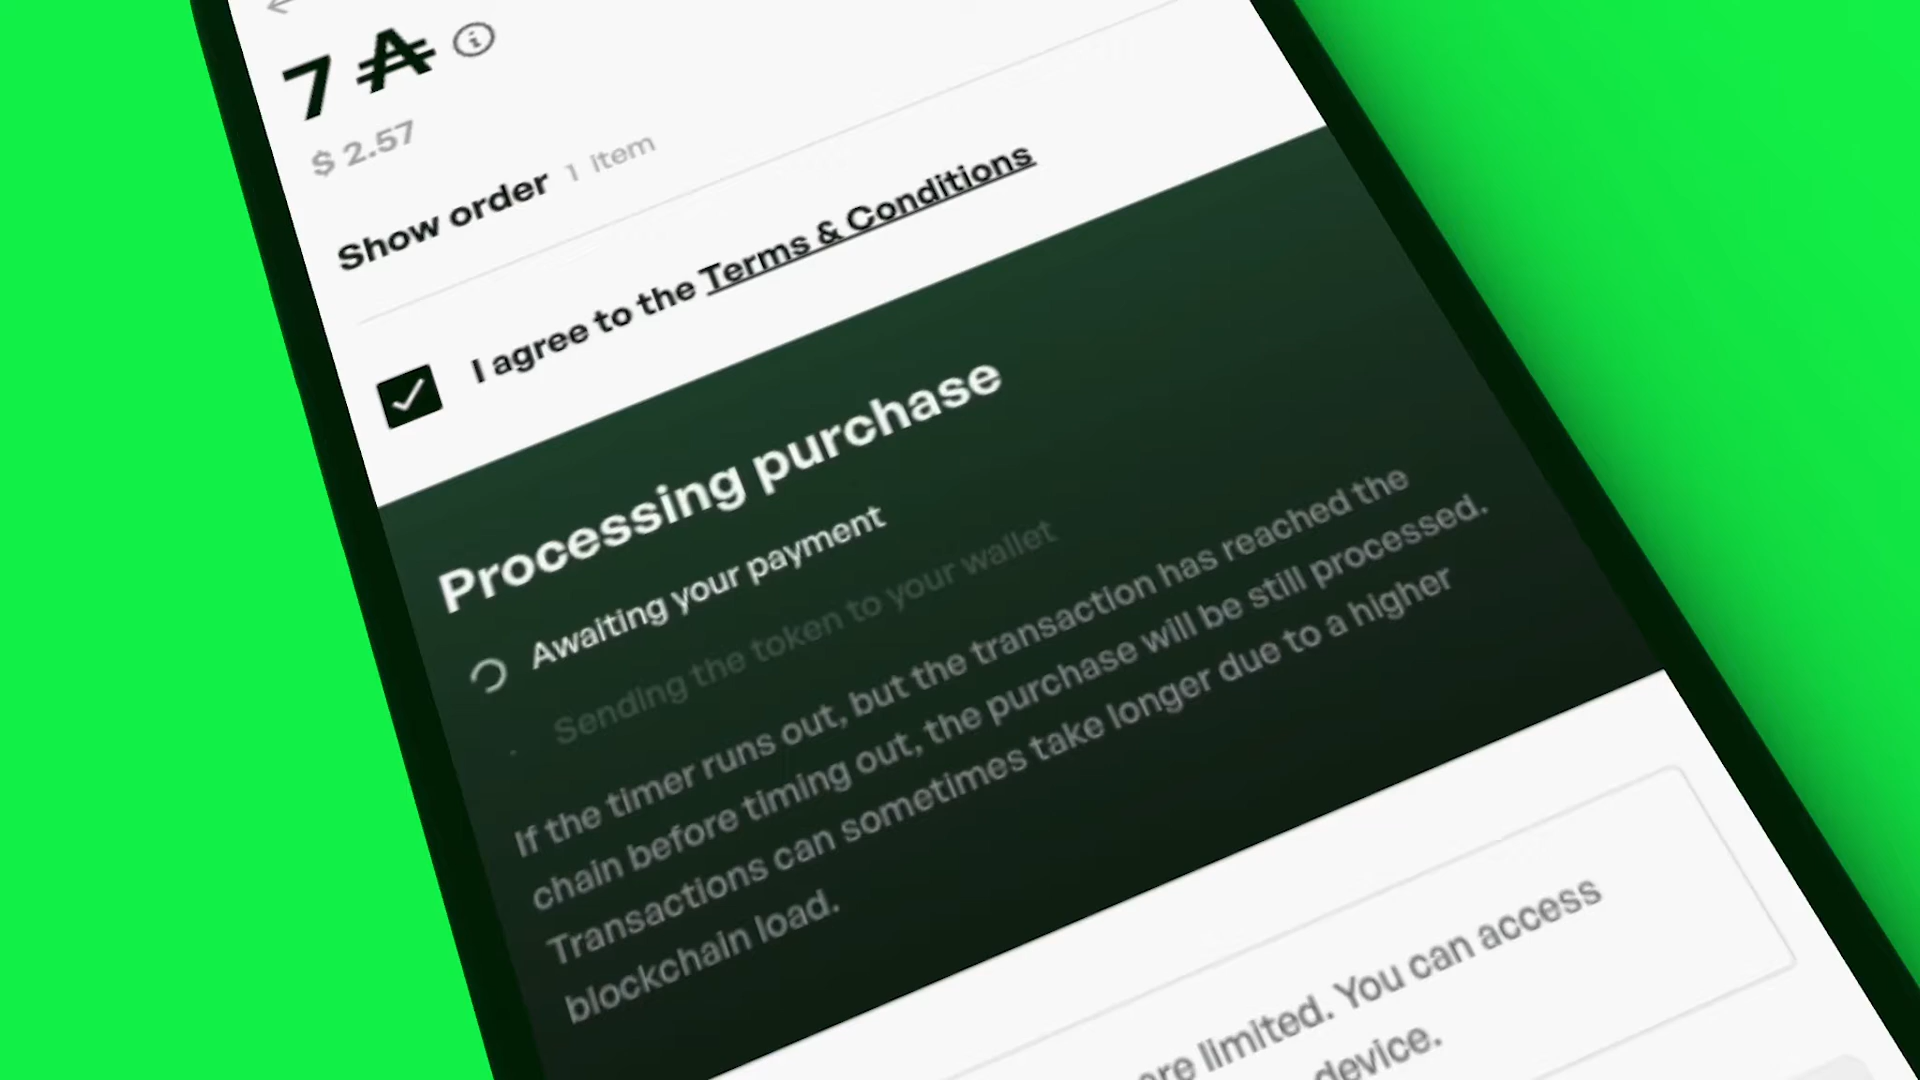 7 ₳
$ 2.57
Show order 1 item
I agree to the Terms & Conditions
Processing purchase
Awaiting your payment
Sending the token to your wallet
If the timer runs out, but the transaction has reached the
chain before timing out, the purchase will be still processed.
Transactions can sometimes take longer due to a higher
blockchain load.
limited. You can access
device.